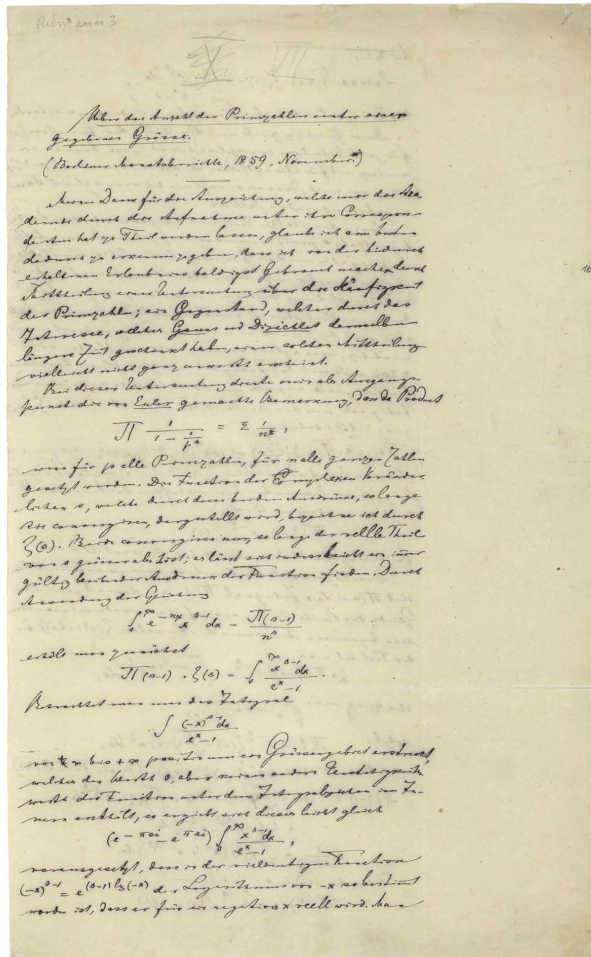 Riemann 3
VII
Ueber die Anzahl der Primzahlen unter einer
gegebenen Grösse.
(Berliner Monatsberichte, 1859, November.)
Meinen Dank für die Auszeichnung, welche mir die Aka-
demie durch die Aufnahme unter ihre Correspon-
denten hat zu Theil werden lassen, glaube ich am besten
dadurch zu erkennen zu geben, dass ich von der hiedurch
erhaltenen Erlaubniss baldigst Gebrauch mache durch
Mittheilung einer Untersuchung über die Häufigkeit
der Primzahlen; ein Gegenstand, welcher durch das
Interesse, welches Gauss und Dirichlet demselben
längere Zeit geschenkt haben, einer solchen Mittheilung
vielleicht nicht ganz unwerth erscheint.
Bei dieser Untersuchung diente mir als Ausgangs-
punct die von Euler gemachte Bemerkung, dass das Product
∏ 1/(1 − 1/p^s) = Σ 1/n^s,
wenn für p alle Primzahlen, für n alle ganzen Zahlen
gesetzt werden. Die Function der complexen Veränder-
lichen s, welche durch diese beiden Ausdrücke, so lange
sie convergiren, dargestellt wird, bezeichne ich durch
ζ(s). Beide convergiren nur, so lange der reelle Theil
von s grösser als 1 ist; es lässt sich indess leicht ein immer
gültig bleibender Ausdruck der Function finden. Durch
Anwendung der Gleichung
∫₀^∞ e^{−nx} x^{s−1} dx = Π(s−1)/n^s
erhält man zunächst
Π(s−1) · ζ(s) = ∫₀^∞ x^{s−1} dx/(e^x − 1).
Betrachtet man nun das Integral
∫ (−x)^{s−1} dx/(e^x − 1)
von + ∞ bis + ∞ positiv um ein Grössengebiet erstreckt,
welches den Werth 0, aber keinen andern Unstetigkeits-
werth der Function unter dem Integralzeichen im In-
nern enthält, so ergiebt sich dieses leicht gleich
(e^{−πsi} − e^{πsi}) ∫₀^∞ x^{s−1} dx/(e^x − 1),
vorausgesetzt, dass in der vieldeutigen Function
(−x)^{s−1} = e^{(s−1) lg(−x)} der Logarithmus von −x so bestimmt
worden ist, dass er für ein negatives x reell wird. Man